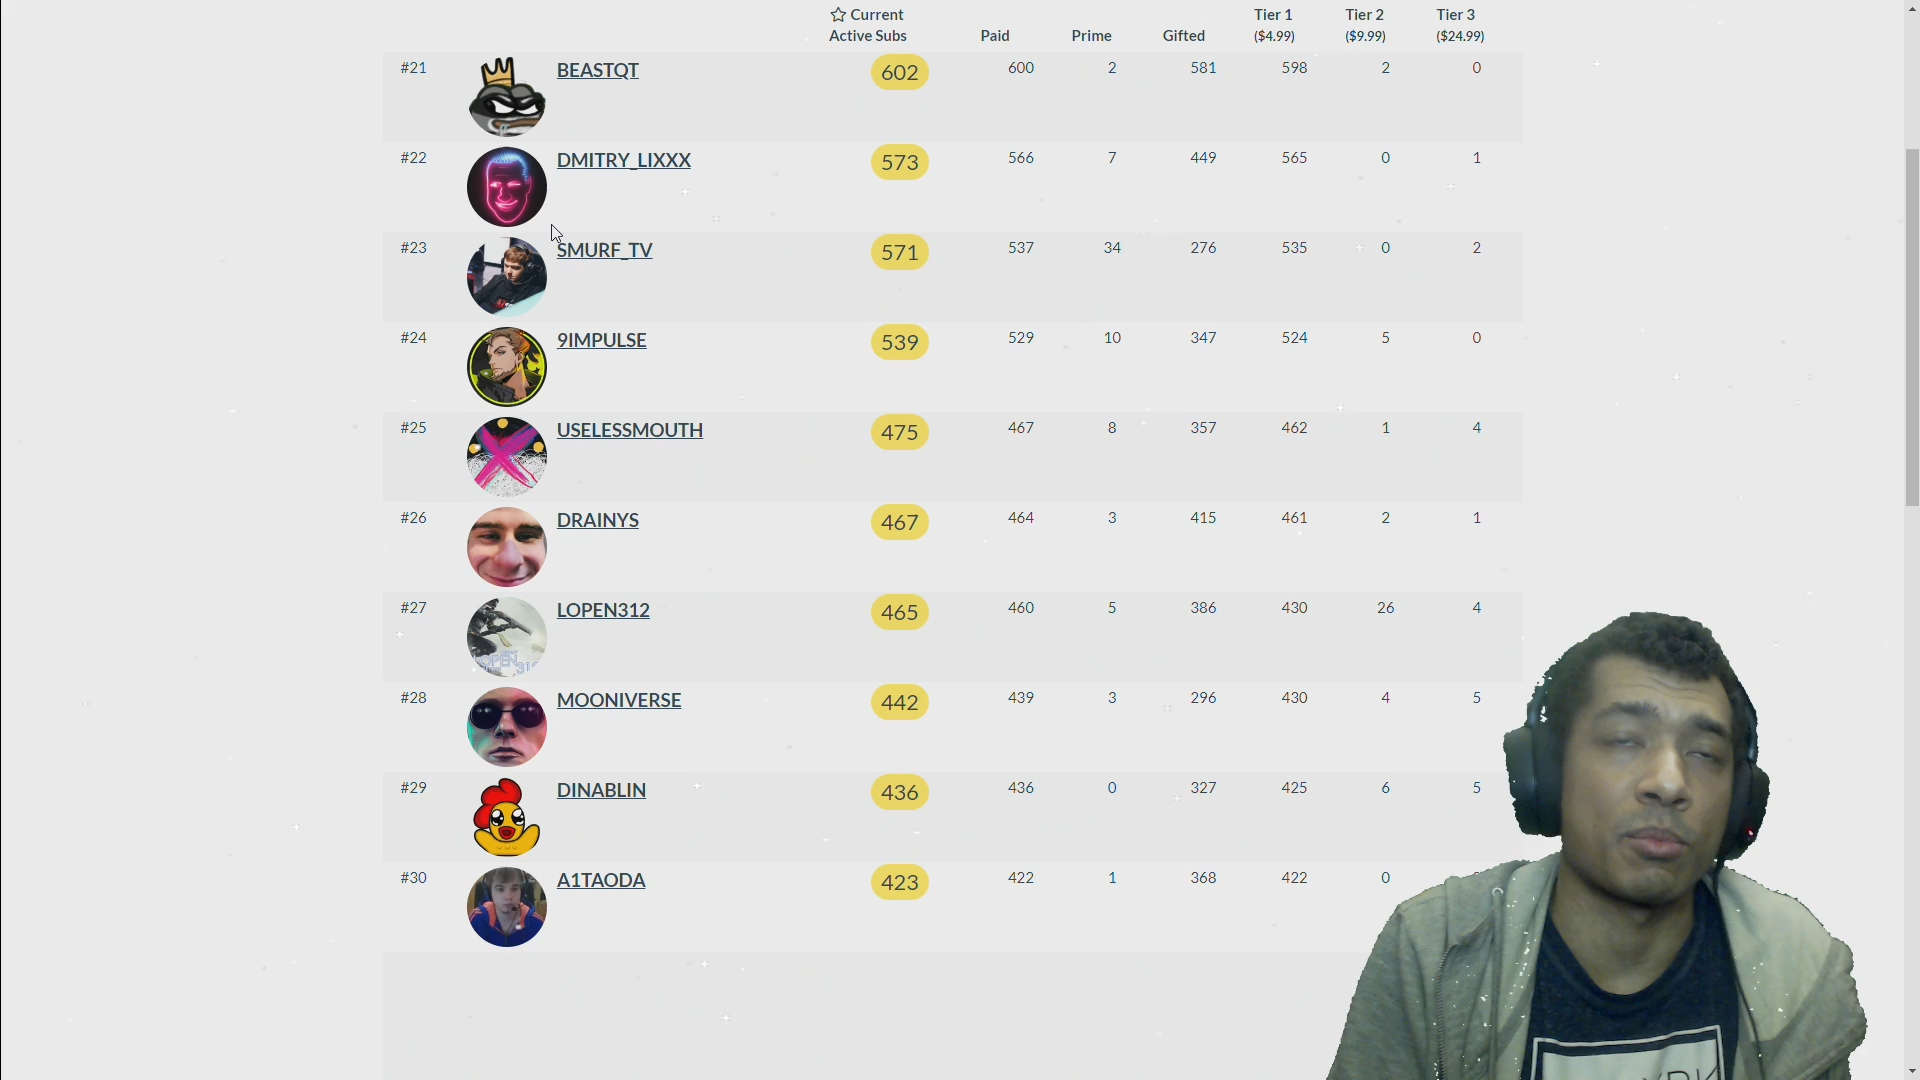 Current Active Subs Paid Prime Gifted Tier 1 ($4.99) Tier 2 ($9.99) Tier 3 ($24.99)
#21 BEASTQT 602 600 2 581 598 2 0
#22 DMITRY_LIXXX 573 566 7 449 565 0 1
#23 SMURF_TV 571 537 34 276 535 0 2
#24 9IMPULSE 539 529 10 347 524 5 0
#25 USELESSMOUTH 475 467 8 357 462 1 4
#26 DRAINYS 467 464 3 415 461 2 1
#27 LOPEN312 465 460 5 386 430 26 4
#28 MOONIVERSE 442 439 3 296 430 4 5
#29 DINABLIN 436 436 0 327 425 6 5
#30 A1TAODA 423 422 1 368 422 0